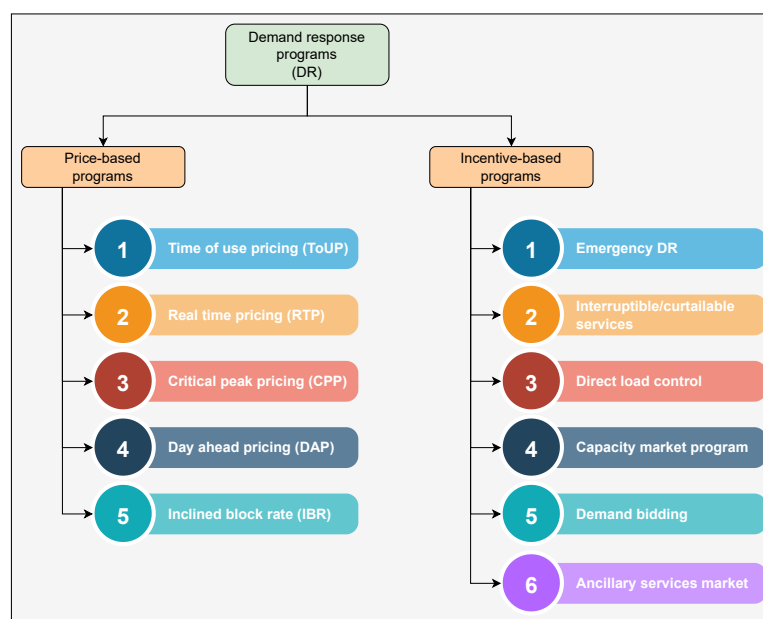 Demand response
programs
(DR)
Price-based
programs
Incentive-based
programs
1
Time of use pricing (ToUP)
2
Real time pricing (RTP)
3
Critical peak pricing (CPP)
4
Day ahead pricing (DAP)
5
Inclined block rate (IBR)
1
Emergency DR
2
Interruptible/curtailable
services
3
Direct load control
4
Capacity market program
5
Demand bidding
6
Ancillary services market